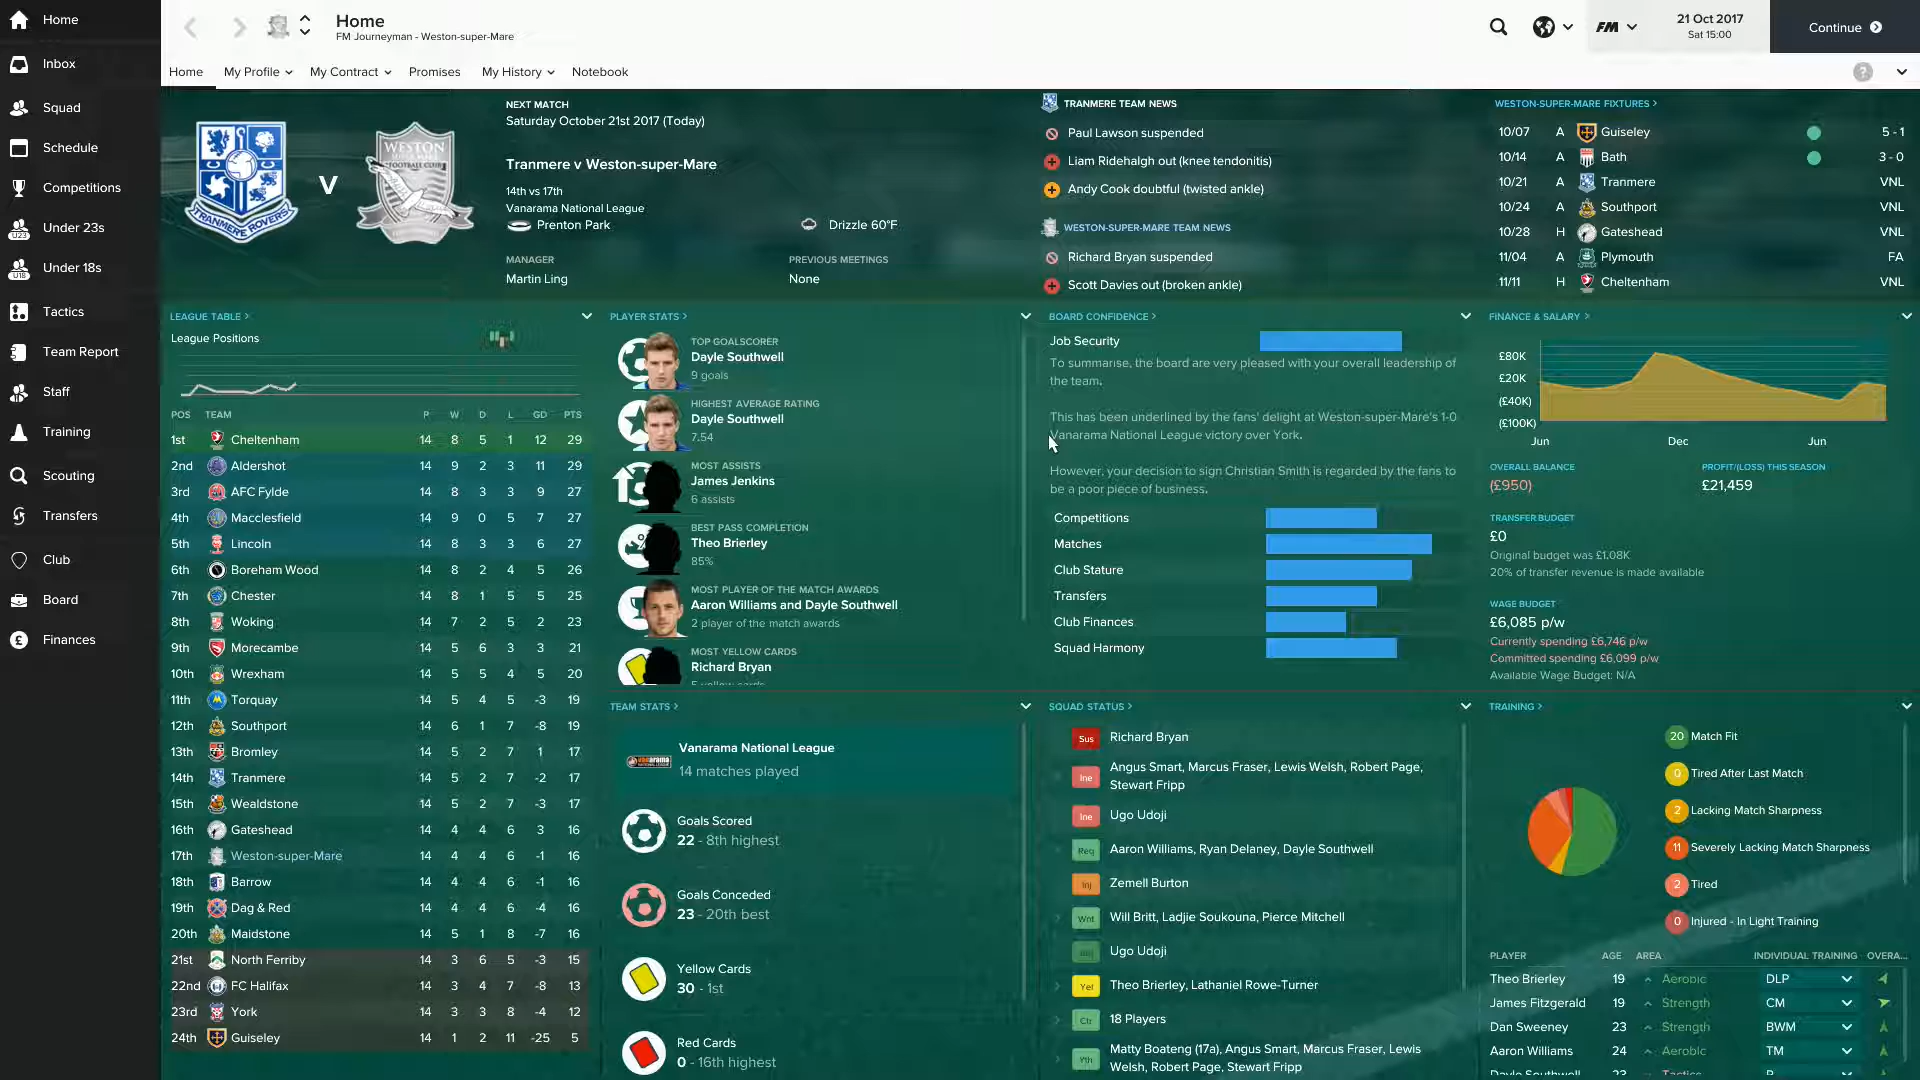 Home
Inbox
Squad
Schedule
Competitions
Under 23s
Under 18s
Tactics
Team Report
Staff
Training
Scouting
Transfers
Club
Board
Finances
Home
FM Journeyman - Weston-super-Mare
FM
21 Oct 2017
Sat 15:00
Continue
Home
My Profile
My Contract
Promises
My History
Notebook
TRANMERE ROVERS
WESTON
V
NEXT MATCH
Saturday October 21st 2017 (Today)
Tranmere v Weston-super-Mare
14th vs 17th
Vanarama National League
Prenton Park
Drizzle 60°F
MANAGER
Martin Ling
PREVIOUS MEETINGS
None
TRANMERE TEAM NEWS
Paul Lawson suspended
Liam Ridehalgh out (knee tendonitis)
Andy Cook doubtful (twisted ankle)
WESTON-SUPER-MARE TEAM NEWS
Richard Bryan suspended
Scott Davies out (broken ankle)
WESTON-SUPER-MARE FIXTURES >
10/07 A Guiseley 5 - 1
10/14 A Bath 3 - 0
10/21 A Tranmere VNL
10/24 A Southport VNL
10/28 H Gateshead VNL
11/04 A Plymouth FA
11/11 H Cheltenham VNL
LEAGUE TABLE >
League Positions
POS TEAM P W D L GD PTS
1st Cheltenham 14 8 5 1 12 29
2nd Aldershot 14 9 2 3 11 29
3rd AFC Fylde 14 8 3 3 9 27
4th Macclesfield 14 9 0 5 7 27
5th Lincoln 14 8 3 3 6 27
6th Boreham Wood 14 8 2 4 5 26
7th Chester 14 8 1 5 5 25
8th Woking 14 7 2 5 2 23
9th Morecambe 14 5 6 3 3 21
10th Wrexham 14 5 5 4 5 20
11th Torquay 14 5 4 5 -3 19
12th Southport 14 6 1 7 -8 19
13th Bromley 14 5 2 7 1 17
14th Tranmere 14 5 2 7 -2 17
15th Wealdstone 14 5 2 7 -3 17
16th Gateshead 14 4 4 6 3 16
17th Weston-super-Mare 14 4 4 6 -1 16
18th Barrow 14 4 4 6 -1 16
19th Dag & Red 14 4 4 6 -4 16
20th Maidstone 14 5 1 8 -7 16
21st North Ferriby 14 3 6 5 -3 15
22nd FC Halifax 14 3 4 7 -8 13
23rd York 14 3 3 8 -4 12
24th Guiseley 14 1 2 11 -25 5
PLAYER STATS >
TOP GOALSCORER
Dayle Southwell
9 goals
HIGHEST AVERAGE RATING
Dayle Southwell
7.54
MOST ASSISTS
James Jenkins
6 assists
BEST PASS COMPLETION
Theo Brierley
85%
MOST PLAYER OF THE MATCH AWARDS
Aaron Williams and Dayle Southwell
2 player of the match awards
MOST YELLOW CARDS
Richard Bryan
5 yellow cards
BOARD CONFIDENCE >
Job Security
To summarise, the board are very pleased with your overall leadership of
the team.
This has been underlined by the fans' delight at Weston-super-Mare's 1-0
Vanarama National League victory over York.
However, your decision to sign Christian Smith is regarded by the fans to
be a poor piece of business.
Competitions
Matches
Club Stature
Transfers
Club Finances
Squad Harmony
FINANCE & SALARY >
£80K
£20K
(£40K)
(£100K)
Jun Dec Jun
OVERALL BALANCE
(£950)
PROFIT/(LOSS) THIS SEASON
£21,459
TRANSFER BUDGET
£0
Original budget was £1.08K
20% of transfer revenue is made available
WAGE BUDGET
£6,085 p/w
Currently spending £6,746 p/w
Committed spending £6,099 p/w
Available Wage Budget: N/A
TEAM STATS >
Vanarama National League
14 matches played
Goals Scored
22 - 8th highest
Goals Conceded
23 - 20th best
Yellow Cards
30 - 1st
Red Cards
0 - 16th highest
SQUAD STATUS >
Sus Richard Bryan
Ine Angus Smart, Marcus Fraser, Lewis Welsh, Robert Page,
Stewart Fripp
Ine Ugo Udoji
Req Aaron Williams, Ryan Delaney, Dayle Southwell
Inj Zemell Burton
Wnt Will Britt, Ladjie Soukouna, Pierce Mitchell
Ugo Udoji
Yel Theo Brierley, Lathaniel Rowe-Turner
Ctr 18 Players
Yth Matty Boateng (17a), Angus Smart, Marcus Fraser, Lewis
Welsh, Robert Page, Stewart Fripp
TRAINING >
20 Match Fit
0 Tired After Last Match
2 Lacking Match Sharpness
11 Severely Lacking Match Sharpness
2 Tired
0 Injured - In Light Training
PLAYER AGE AREA INDIVIDUAL TRAINING OVERA...
Theo Brierley 19 Aerobic DLP
James Fitzgerald 19 Strength CM
Dan Sweeney 23 Strength BWM
Aaron Williams 24 Aerobic TM
Dayle Southwell 23 Tactics P